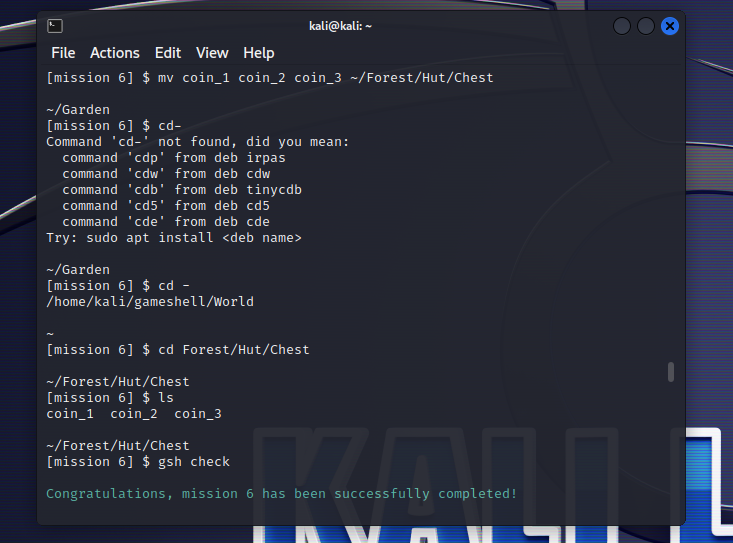 kali@kali: ~
File Actions Edit View Help
[mission 6] $ mv coin_1 coin_2 coin_3 ~/Forest/Hut/Chest
~/Garden
[mission 6] $ cd-
Command 'cd-' not found, did you mean:
  command 'cdp' from deb irpas
  command 'cdw' from deb cdw
  command 'cdb' from deb tinycdb
  command 'cd5' from deb cd5
  command 'cde' from deb cde
Try: sudo apt install <deb name>
~/Garden
[mission 6] $ cd -
/home/kali/gameshell/World
~
[mission 6] $ cd Forest/Hut/Chest
~/Forest/Hut/Chest
[mission 6] $ ls
coin_1  coin_2  coin_3
~/Forest/Hut/Chest
[mission 6] $ gsh check
Congratulations, mission 6 has been successfully completed!
KALI